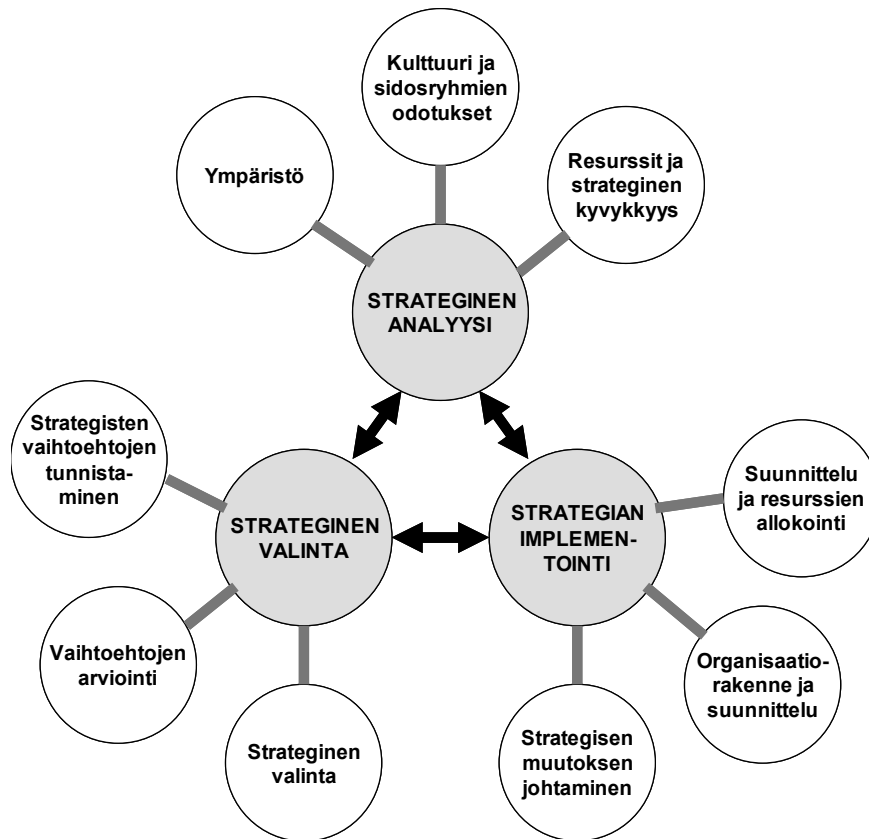 Kulttuuri ja
sidosryhmien
odotukset
Ympäristö
Resurssit ja
strateginen
kyvykkyys
STRATEGINEN
ANALYYSI
Strategisten
vaihtoehtojen
tunnista-
minen
STRATEGINEN
VALINTA
STRATEGIAN
IMPLEMEN-
TOINTI
Suunnittelu
ja resurssien
allokointi
Vaihtoehtojen
arviointi
Organisaatio-
rakenne ja
suunnittelu
Strateginen
valinta
Strategisen
muutoksen
johtaminen